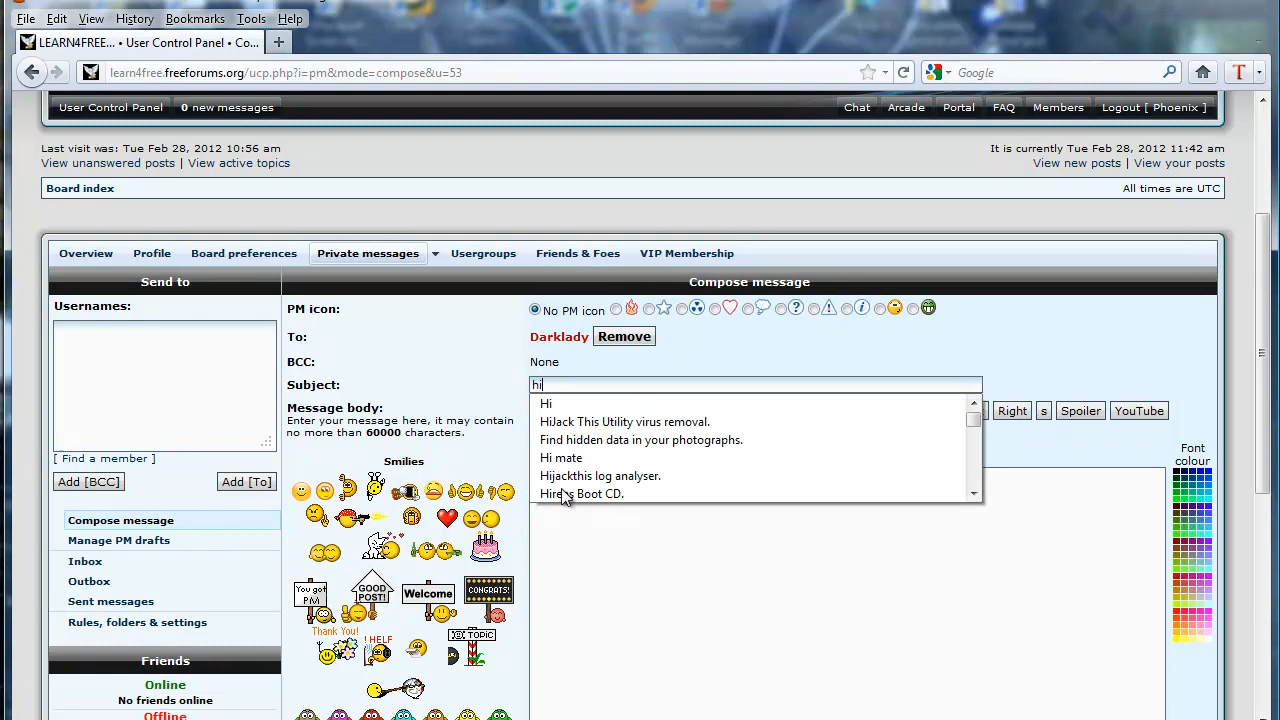 File Edit View History Bookmarks Tools Help
LEARN4FREE... • User Control Panel • Co...
learn4free.freeforums.org/ucp.php?i=pm&mode=compose&u=53
Google
User Control Panel 0 new messages Chat Arcade Portal FAQ Members Logout [ Phoenix ]
Last visit was: Tue Feb 28, 2012 10:56 am It is currently Tue Feb 28, 2012 11:42 am
View unanswered posts | View active topics View new posts | View your posts
Board index All times are UTC
Overview Profile Board preferences Private messages Usergroups Friends & Foes VIP Membership
Send to Compose message
Usernames:
PM icon: No PM icon
To: Darklady Remove
BCC: None
Subject: hi
Hi
HiJack This Utility virus removal.
Find hidden data in your photographs.
Hi mate
Hijackthis log analyser.
Boot CD.
Message body: Right s Spoiler YouTube
Enter your message here, it may contain
no more than 60000 characters.
Font
colour
[ Find a member ]
Add [BCC] Add [To]
Smilies
You got
P.M
GOOD
POST!
Welcome
CONGRATS!
Thank You!
! HELP
TOPIC
Compose message
Manage PM drafts
Inbox
Outbox
Sent messages
Rules, folders & settings
Friends
Online
No friends online
Offline